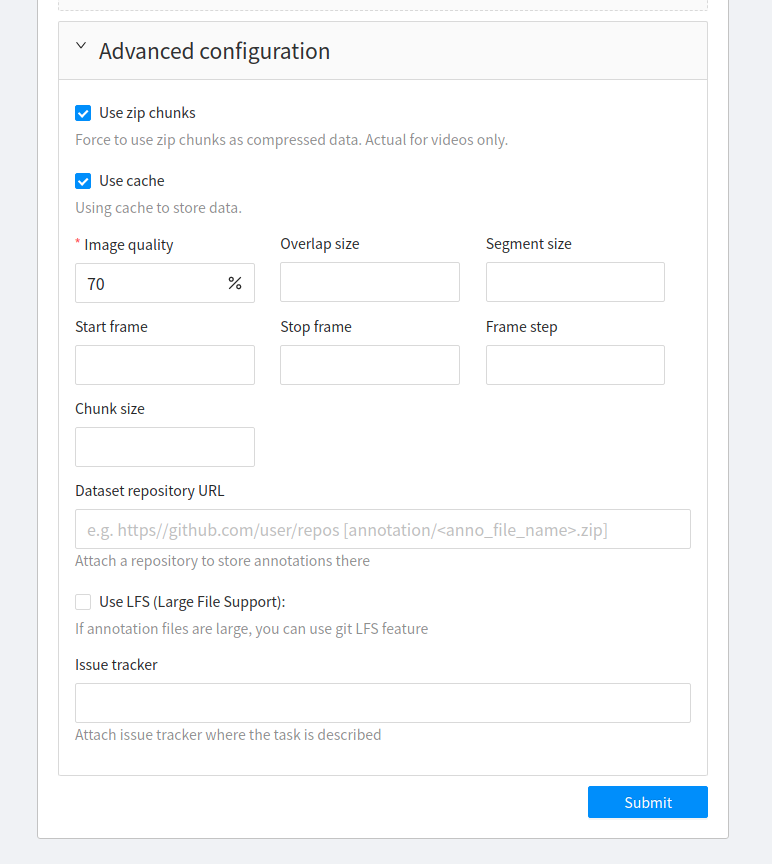 Advanced configuration
Use zip chunks
Force to use zip chunks as compressed data. Actual for videos only.
Use cache
Using cache to store data.
* Image quality
Overlap size
Segment size
70 %
Start frame
Stop frame
Frame step
Chunk size
Dataset repository URL
e.g. https//github.com/user/repos [annotation/<anno_file_name>.zip]
Attach a repository to store annotations there
Use LFS (Large File Support):
If annotation files are large, you can use git LFS feature
Issue tracker
Attach issue tracker where the task is described
Submit